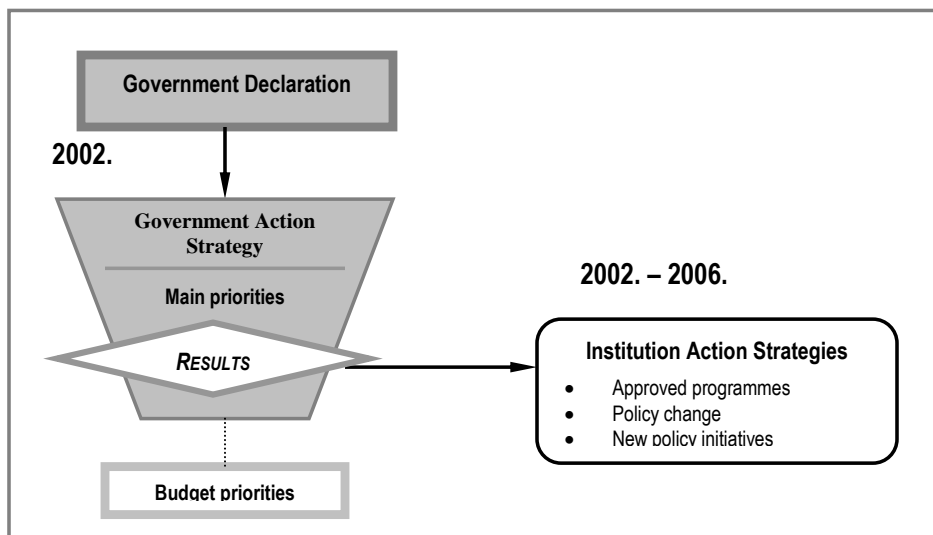 Government Declaration
2002.
Government Action
Strategy
Main priorities
RESULTS
Budget priorities
2002. – 2006.
Institution Action Strategies
• Approved programmes
• Policy change
• New policy initiatives